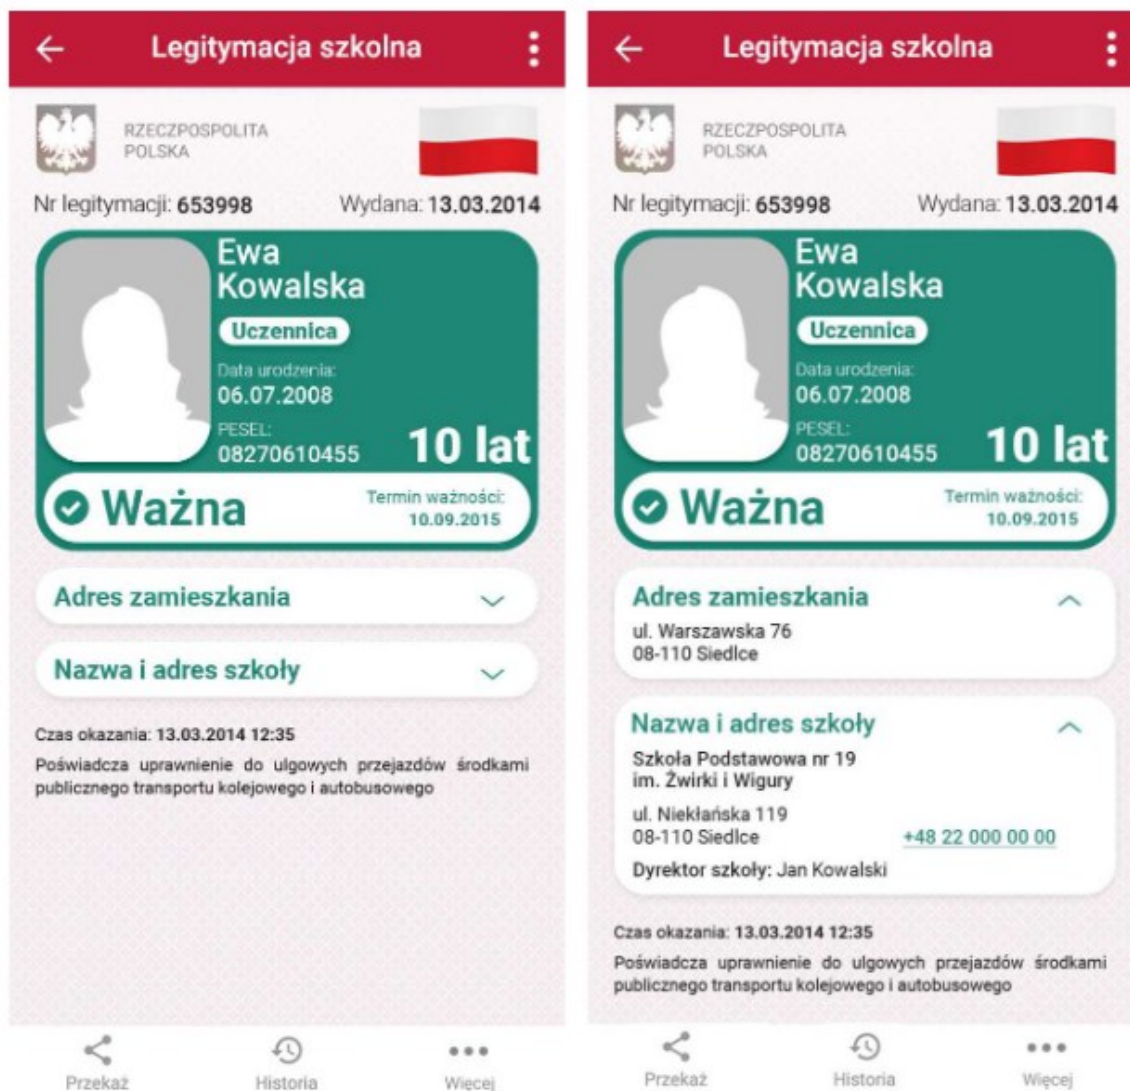 Legitymacja szkolna
RZECZPOSPOLITA
POLSKA
Nr legitymacji: 653998 Wydana: 13.03.2014
Ewa
Kowalska
Uczennica
Data urodzenia:
06.07.2008
PESEL:
08270610455
10 lat
Ważna
Termin ważności:
10.09.2015
Adres zamieszkania
Nazwa i adres szkoły
Czas okazania: 13.03.2014 12:35
Poświadcza uprawnienie do ulgowych przejazdów środkami
publicznego transportu kolejowego i autobusowego
Przekaż Historia Więcej
Legitymacja szkolna
RZECZPOSPOLITA
POLSKA
Nr legitymacji: 653998 Wydana: 13.03.2014
Ewa
Kowalska
Uczennica
Data urodzenia:
06.07.2008
PESEL:
08270610455
10 lat
Ważna
Termin ważności:
10.09.2015
Adres zamieszkania
ul. Warszawska 76
08-110 Siedlce
Nazwa i adres szkoły
Szkoła Podstawowa nr 19
im. Żwirki i Wigury
ul. Niekłańska 119
08-110 Siedlce +48 22 000 00 00
Dyrektor szkoły: Jan Kowalski
Czas okazania: 13.03.2014 12:35
Poświadcza uprawnienie do ulgowych przejazdów środkami
publicznego transportu kolejowego i autobusowego
Przekaż Historia Więcej